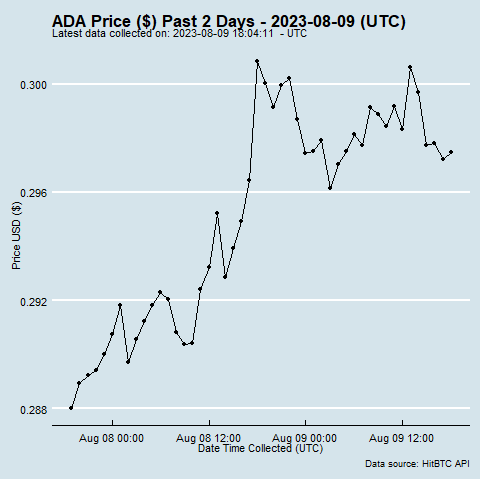 ADA Price ($) Past 2 Days - 2023-08-09 (UTC)
Latest data collected on: 2023-08-09 18:04:11  - UTC
0.300
0.296
0.292
0.288
Price USD ($)
Aug 08 00:00 Aug 08 12:00 Aug 09 00:00 Aug 09 12:00
Date Time Collected (UTC)
Data source: HitBTC API